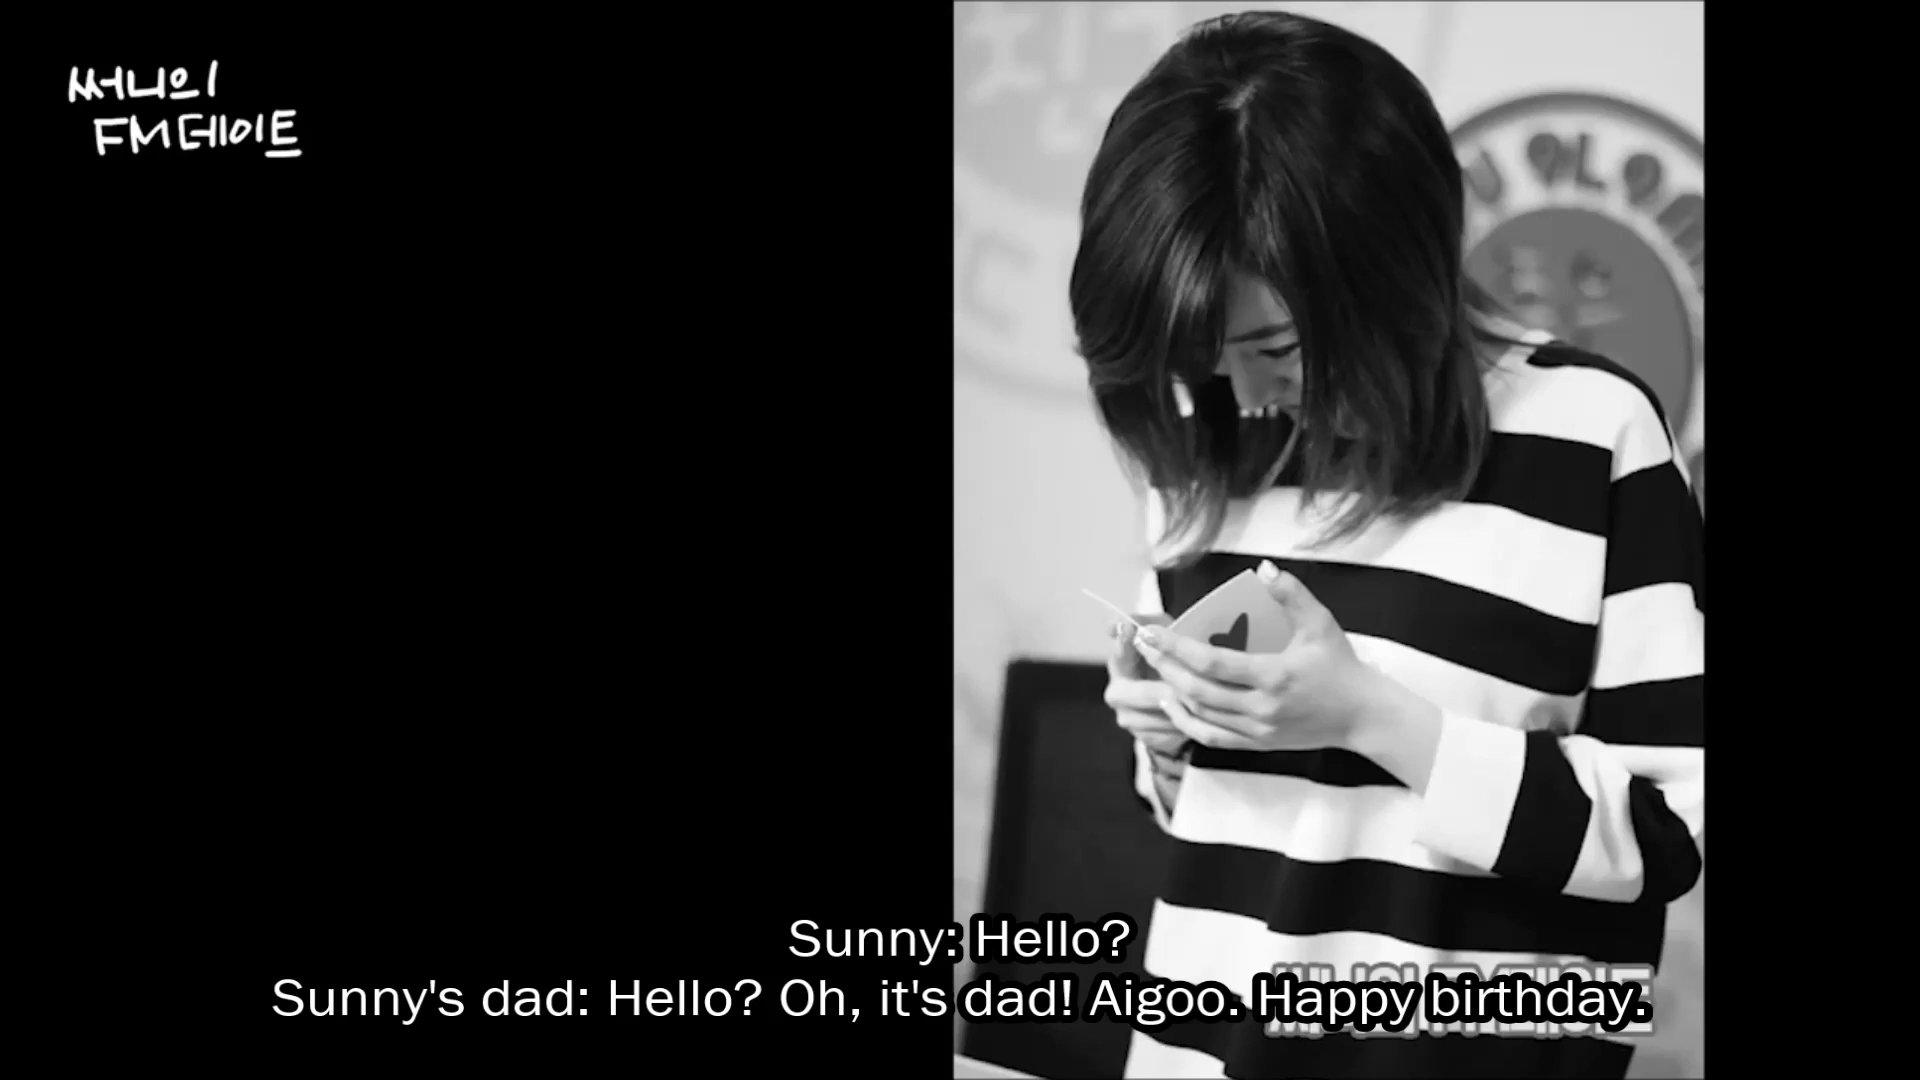 써니의
FM데이트
Sunny: Hello?
Sunny's dad: Hello? Oh, it's dad! Aigoo. Happy birthday.